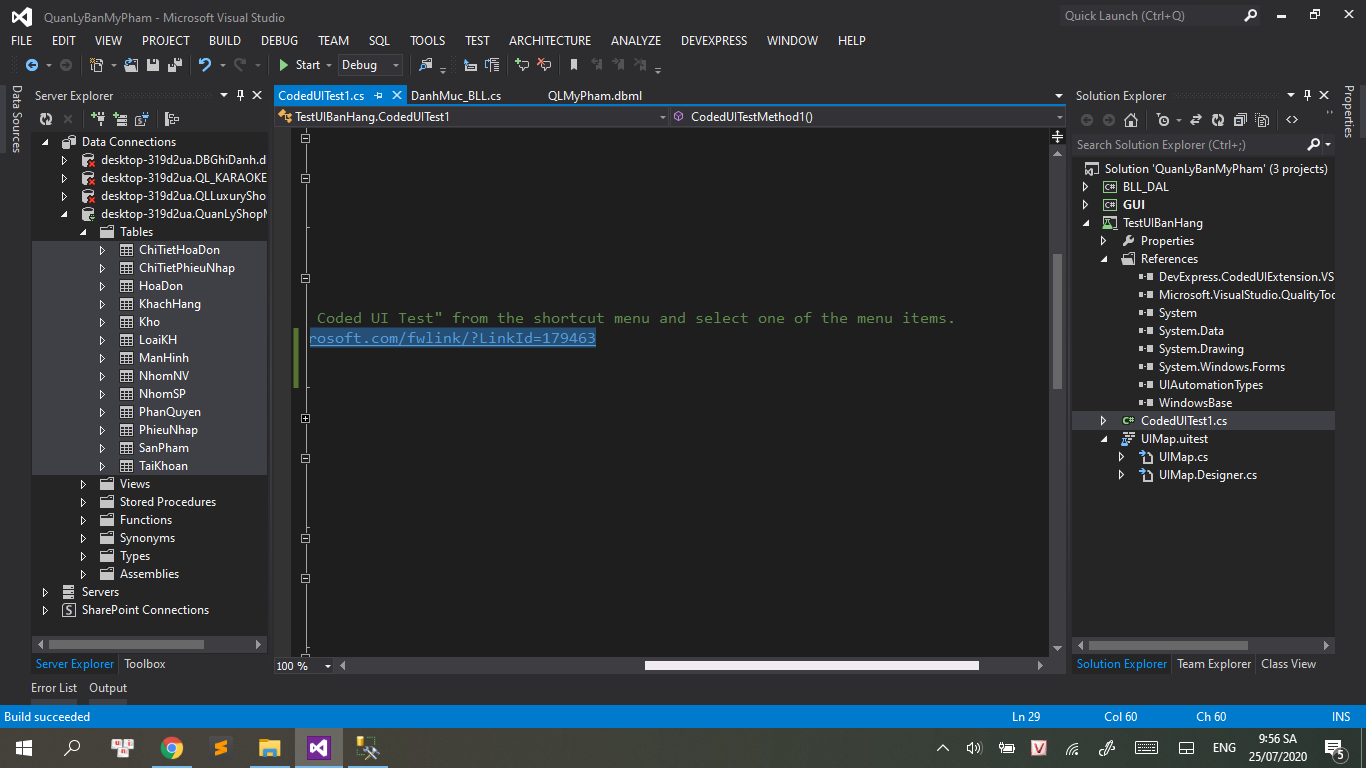 QuanLyBanMyPham - Microsoft Visual Studio
Quick Launch (Ctrl+Q)
FILE EDIT VIEW PROJECT BUILD DEBUG TEAM SQL TOOLS TEST ARCHITECTURE ANALYZE DEVEXPRESS WINDOW HELP
Start Debug
Data Sources
Server Explorer
Data Connections
desktop-319d2ua.DBGhiDanh.d
desktop-319d2ua.QL_KARAOKE
desktop-319d2ua.QLLuxurySho
desktop-319d2ua.QuanLyShopM
Tables
ChiTietHoaDon
ChiTietPhieuNhap
HoaDon
KhachHang
Kho
LoaiKH
ManHinh
NhomNV
NhomSP
PhanQuyen
PhieuNhap
SanPham
TaiKhoan
Views
Stored Procedures
Functions
Synonyms
Types
Assemblies
Servers
SharePoint Connections
Server Explorer Toolbox
CodedUITest1.cs DanhMuc_BLL.cs QLMyPham.dbml
TestUIBanHang.CodedUITest1 CodedUITestMethod1()
Coded UI Test" from the shortcut menu and select one of the menu items.
rosoft.com/fwlink/?LinkId=179463
100 %
Solution Explorer
Search Solution Explorer (Ctrl+;)
Solution 'QuanLyBanMyPham' (3 projects)
BLL_DAL
GUI
TestUIBanHang
Properties
References
DevExpress.CodedUIExtension.VS
Microsoft.VisualStudio.QualityToo
System
System.Data
System.Drawing
System.Windows.Forms
UIAutomationTypes
WindowsBase
CodedUITest1.cs
UIMap.uitest
UIMap.cs
UIMap.Designer.cs
Solution Explorer Team Explorer Class View
Properties
Error List Output
Build succeeded Ln 29 Col 60 Ch 60 INS
ENG
9:56 SA
25/07/2020
5